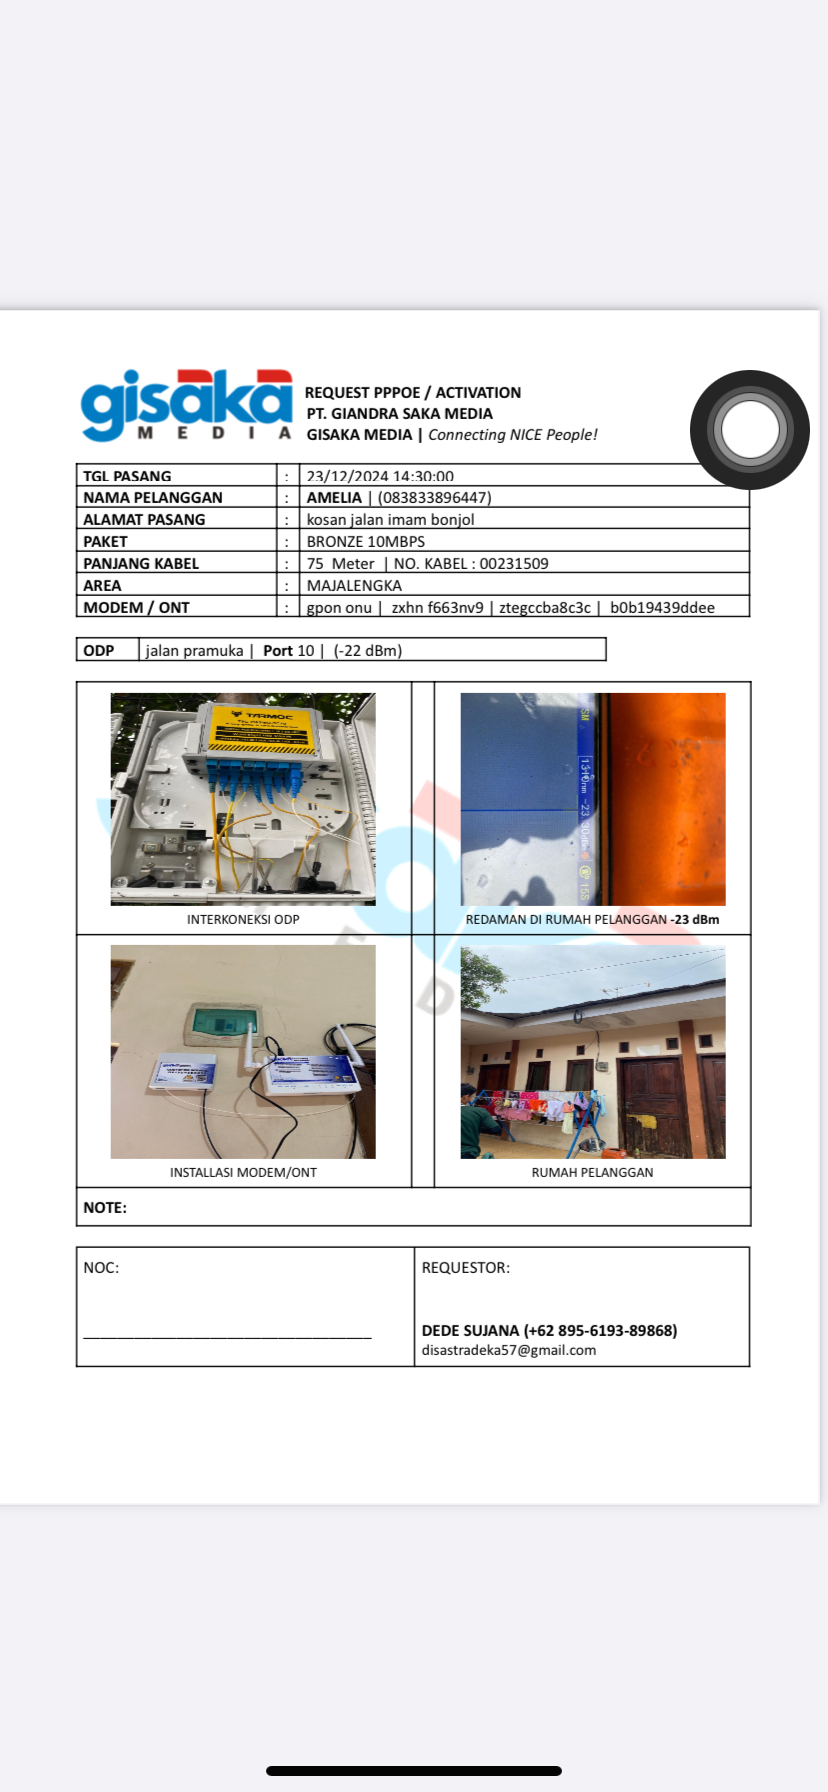 gisaka
MEDIA
REQUEST PPPOE / ACTIVATION
PT. GIANDRA SAKA MEDIA
GISAKA MEDIA | Connecting NICE People!
TGL PASANG : 23/12/2024 14:30:00
NAMA PELANGGAN : AMELIA | (083833896447)
ALAMAT PASANG : kosan jalan imam bonjol
PAKET : BRONZE 10MBPS
PANJANG KABEL : 75 Meter | NO. KABEL : 00231509
AREA : MAJALENGKA
MODEM / ONT : gpon onu | zxhn f663nv9 | ztegccba8c3c | b0b19439ddee
ODP jalan pramuka | Port 10 | (-22 dBm)
INTERKONEKSI ODP
REDAMAN DI RUMAH PELANGGAN -23 dBm
INSTALLASI MODEM/ONT
RUMAH PELANGGAN
NOTE:
NOC:
REQUESTOR:
DEDE SUJANA (+62 895-6193-89868)
disastradeka57@gmail.com